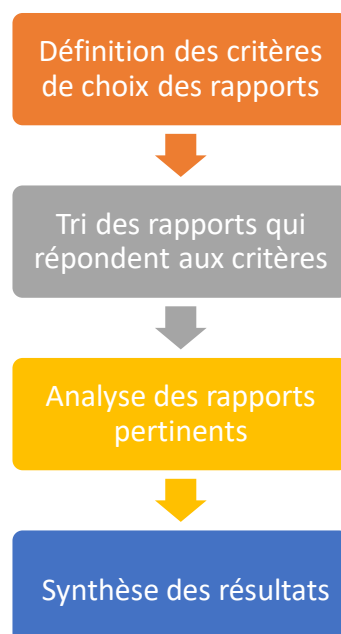 Définition des critères
de choix des rapports
Tri des rapports qui
répondent aux critères
Analyse des rapports
pertinents
Synthèse des résultats